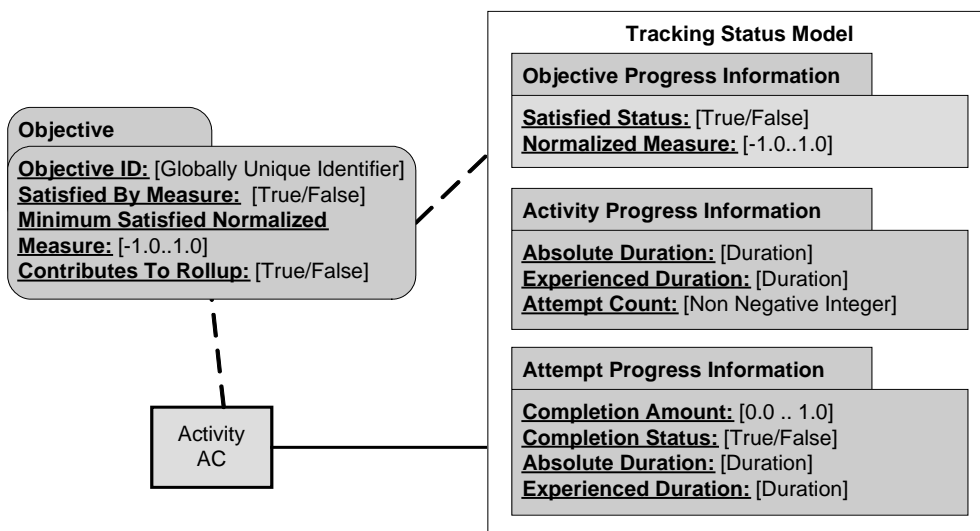 Tracking Status Model
Objective Progress Information
Satisfied Status: [True/False]
Normalized Measure: [-1.0..1.0]
Objective
Objective ID: [Globally Unique Identifier]
Satisfied By Measure: [True/False]
Minimum Satisfied Normalized
Measure: [-1.0..1.0]
Contributes To Rollup: [True/False]
Activity Progress Information
Absolute Duration: [Duration]
Experienced Duration: [Duration]
Attempt Count: [Non Negative Integer]
Attempt Progress Information
Completion Amount: [0.0 .. 1.0]
Completion Status: [True/False]
Absolute Duration: [Duration]
Experienced Duration: [Duration]
Activity
AC